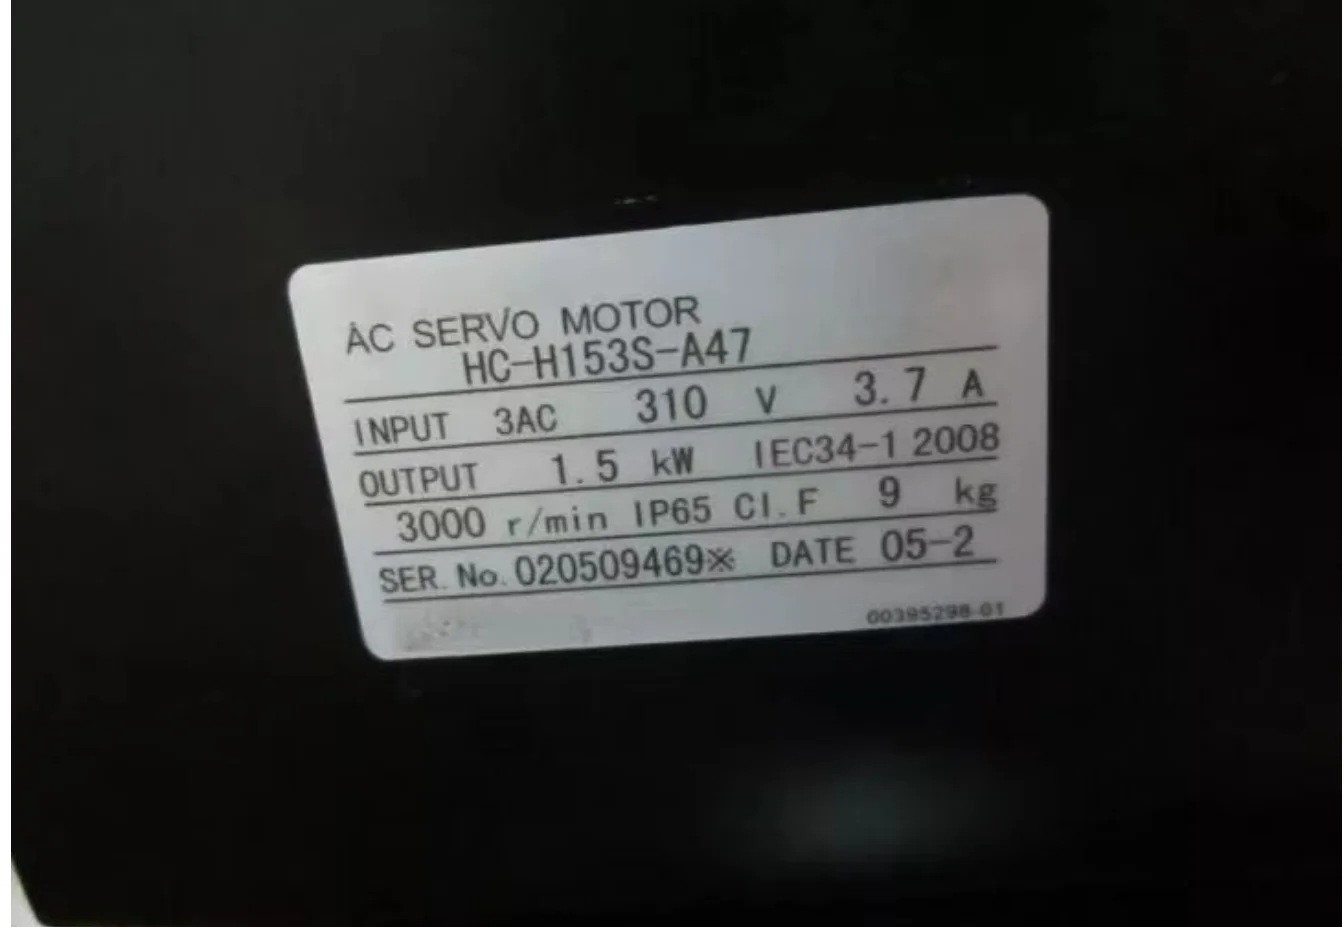 AC SERVO MOTOR
HC-H153S-A47
INPUT 3AC 310 V 3.7 A
OUTPUT 1.5 kW IEC34-1 2008
3000 r/min IP65 CI.F 9 kg
SER. No. 020509469※ DATE 05-2
00395298-01